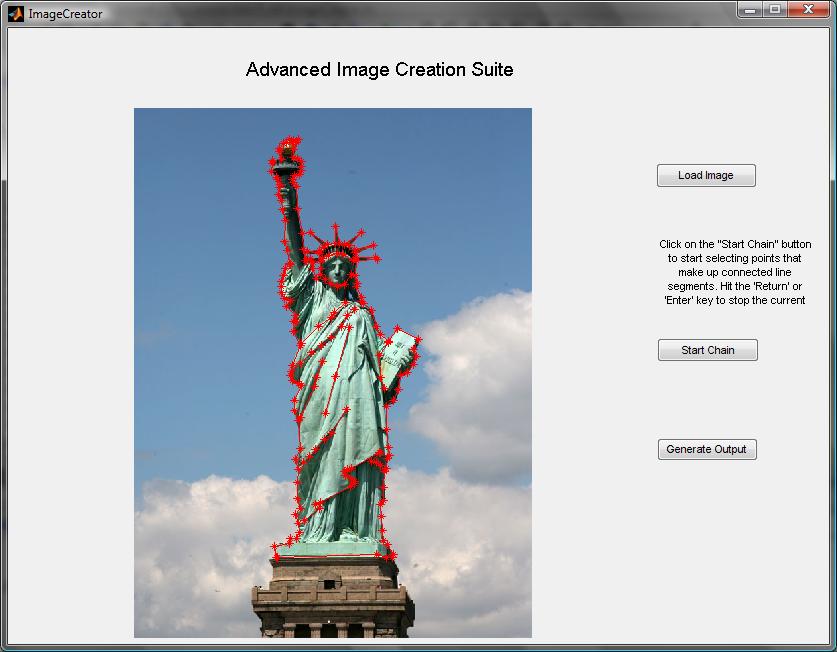 ImageCreator
Advanced Image Creation Suite
Load Image
Click on the "Start Chain" button
to start selecting points that
make up connected line
segments. Hit the 'Return' or
'Enter' key to stop the current
Start Chain
Generate Output